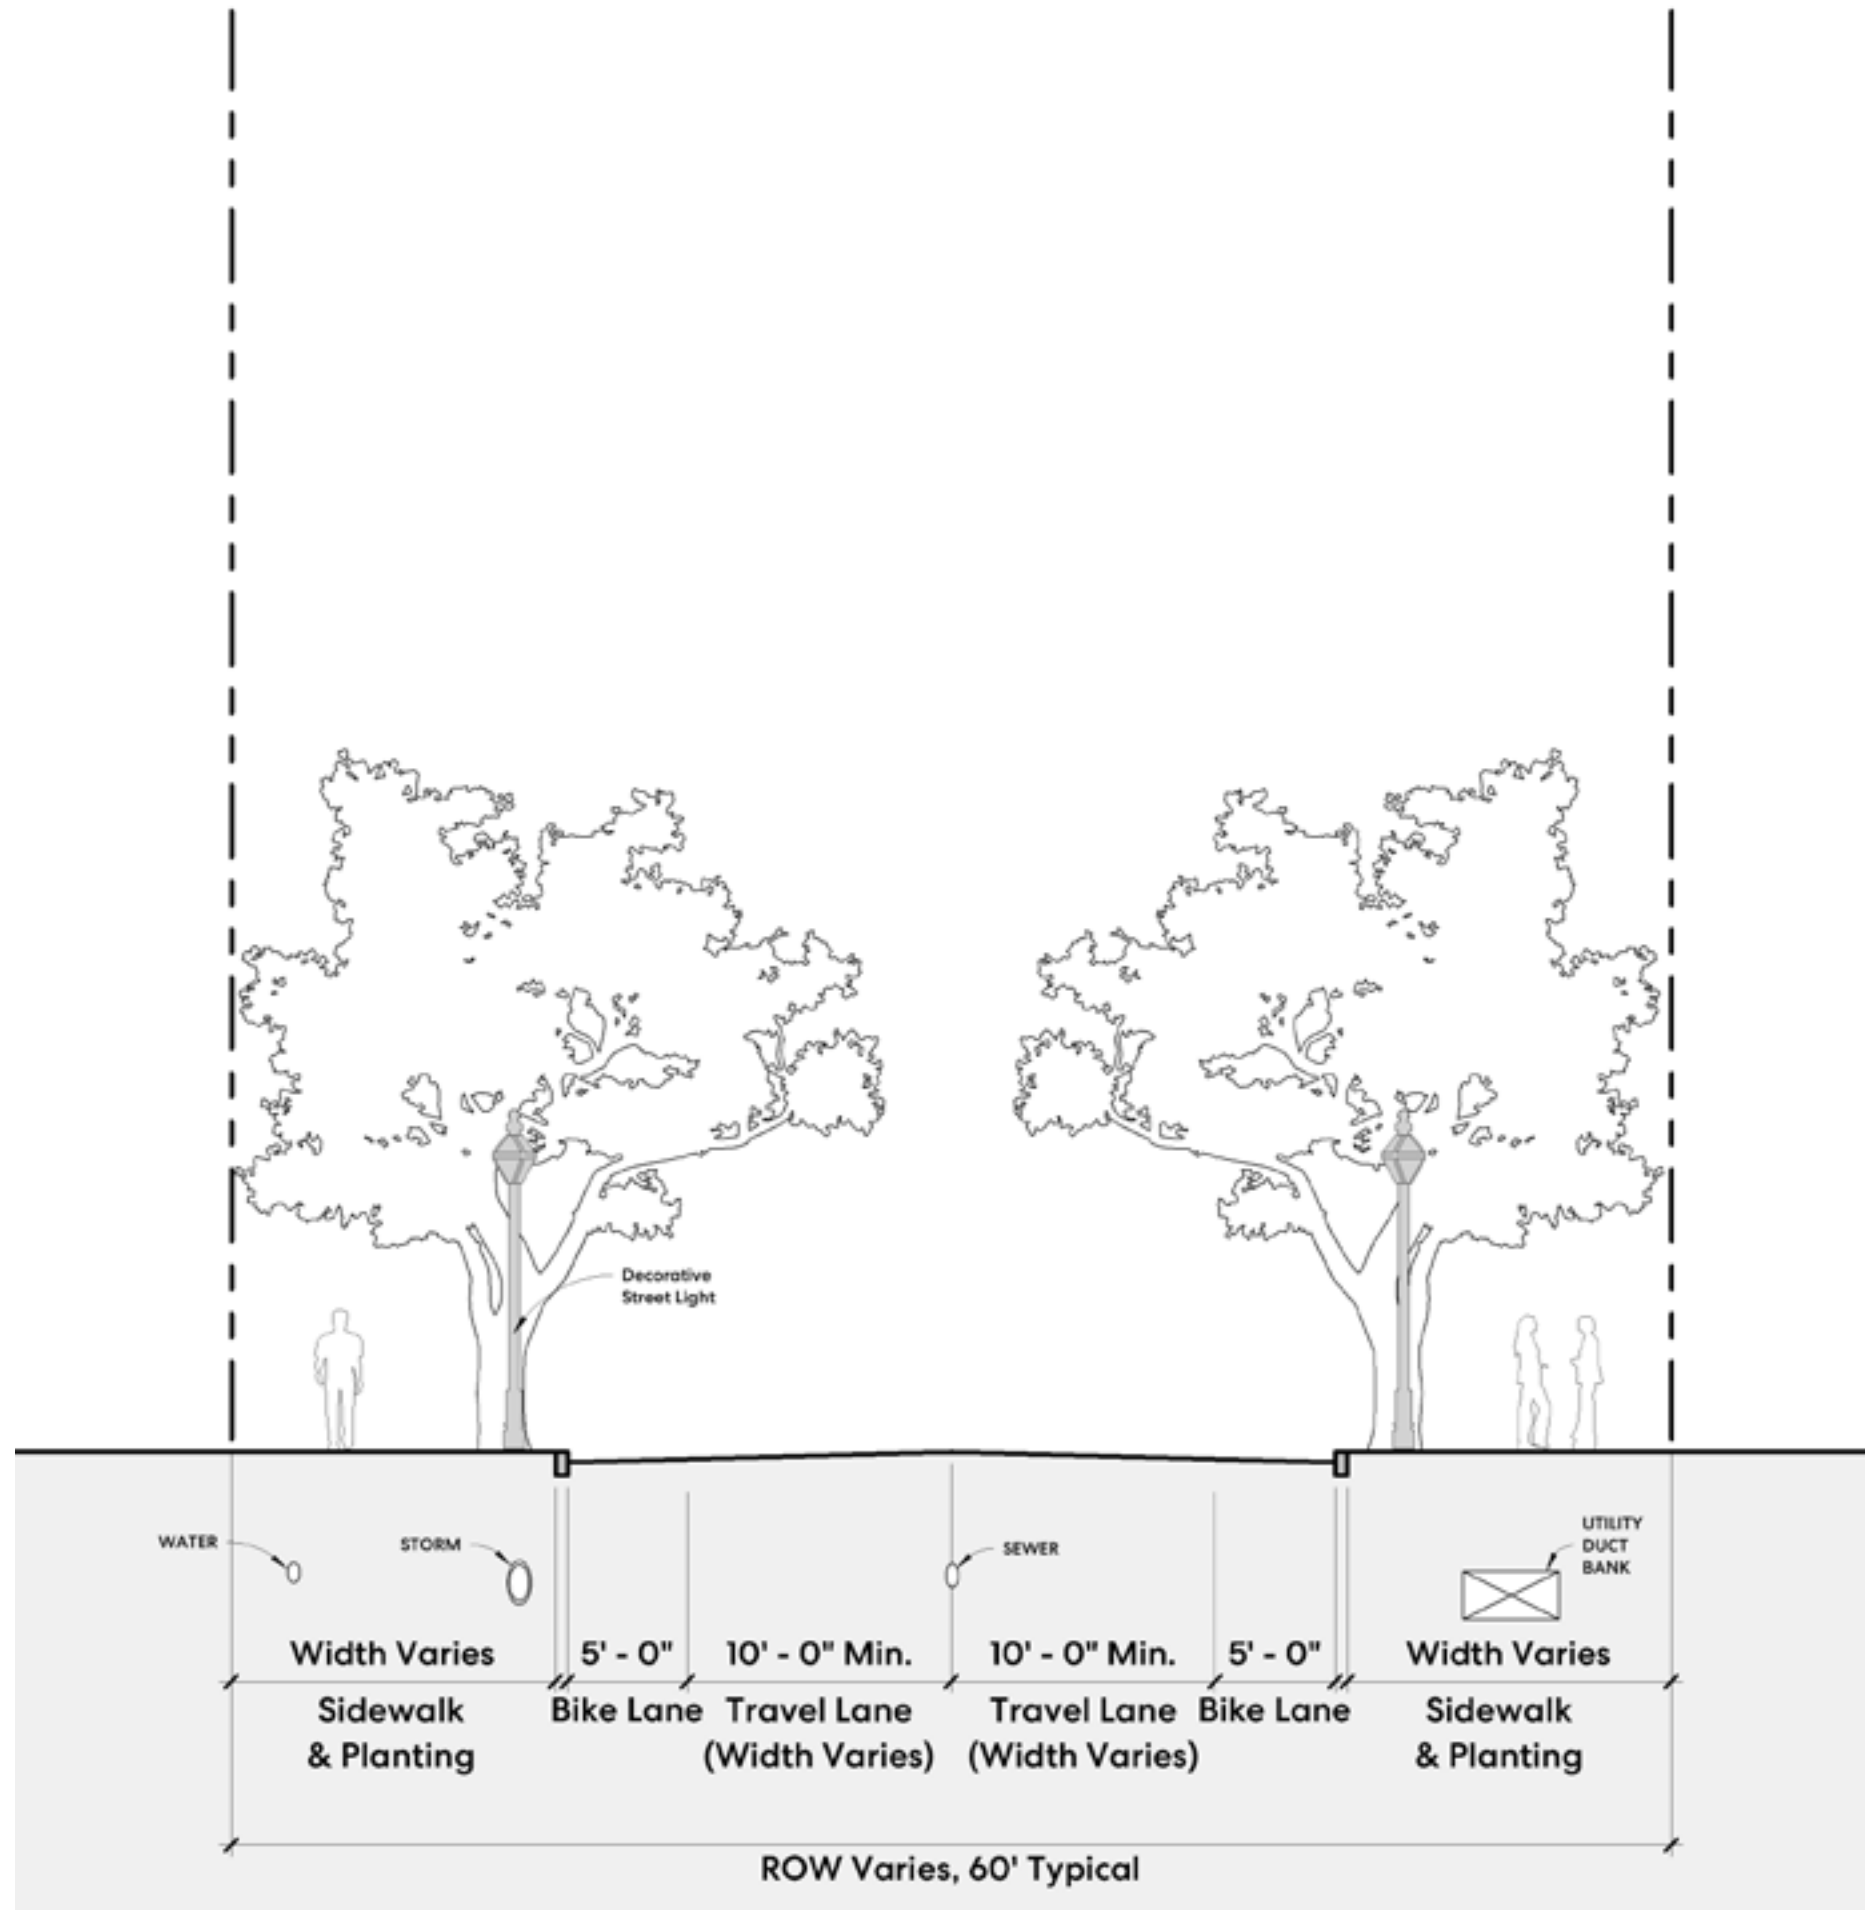 Decorative
Street Light
WATER
STORM
SEWER
UTILITY
DUCT
BANK
Width Varies
5' - 0"
10' - 0" Min.
10' - 0" Min.
5' - 0"
Width Varies
Sidewalk
& Planting
Bike Lane
Travel Lane
(Width Varies)
Travel Lane
(Width Varies)
Bike Lane
Sidewalk
& Planting
ROW Varies, 60' Typical